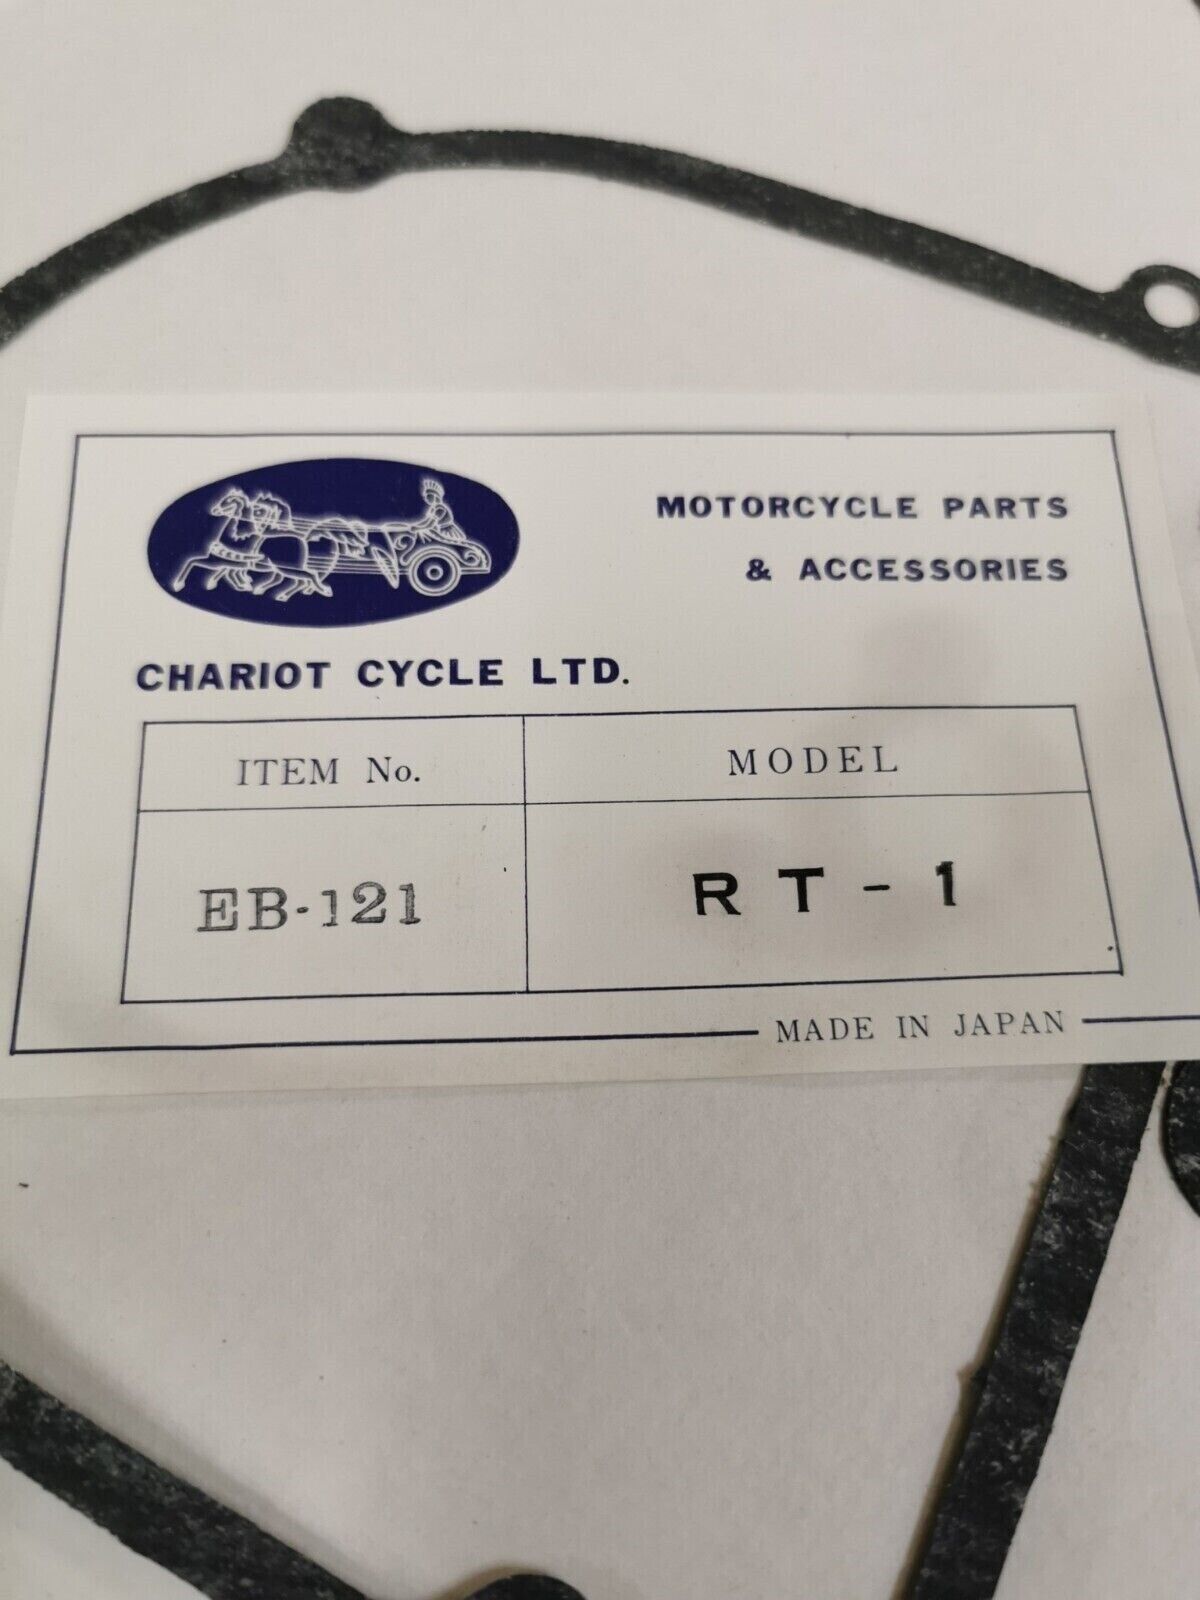 MOTORCYCLE PARTS
& ACCESSORIES
CHARIOT CYCLE LTD.
ITEM No. MODEL
EB-121 RT-1
MADE IN JAPAN